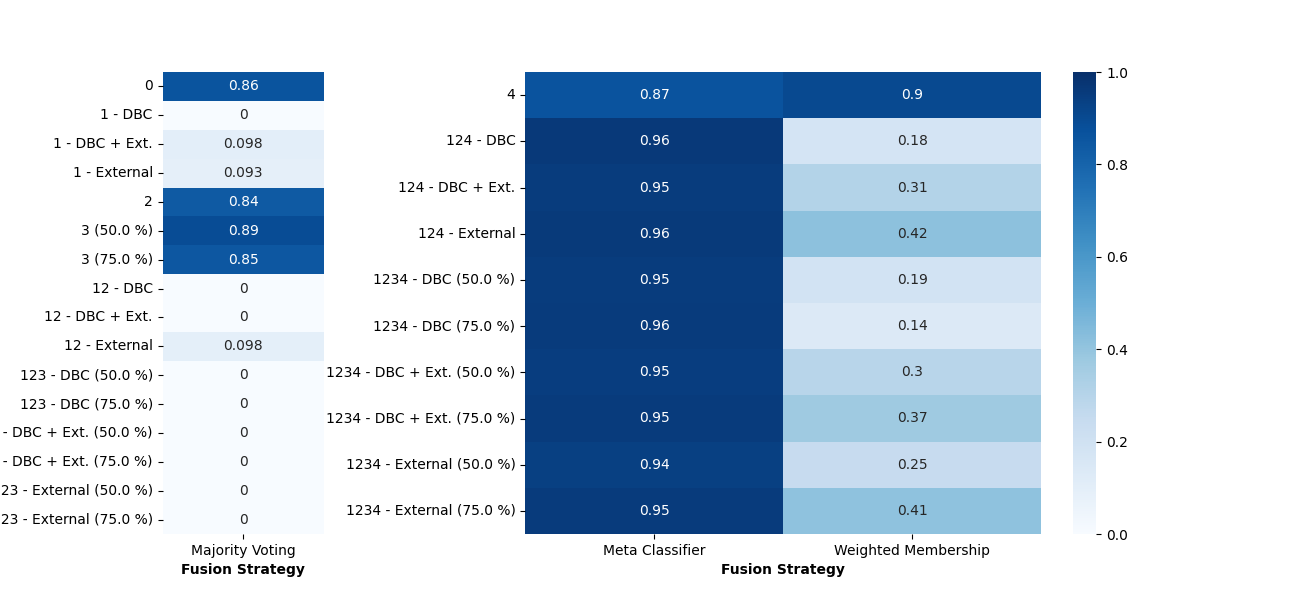 0 0.86
1 - DBC 0
1 - DBC + Ext. 0.098
1 - External 0.093
2 0.84
3 (50.0 %) 0.89
3 (75.0 %) 0.85
12 - DBC 0
12 - DBC + Ext. 0
12 - External 0.098
123 - DBC (50.0 %) 0
123 - DBC (75.0 %) 0
- DBC + Ext. (50.0 %) 0
- DBC + Ext. (75.0 %) 0
23 - External (50.0 %) 0
23 - External (75.0 %) 0
Majority Voting
Fusion Strategy
4 0.87 0.9
124 - DBC 0.96 0.18
124 - DBC + Ext. 0.95 0.31
124 - External 0.96 0.42
1234 - DBC (50.0 %) 0.95 0.19
1234 - DBC (75.0 %) 0.96 0.14
1234 - DBC + Ext. (50.0 %) 0.95 0.3
1234 - DBC + Ext. (75.0 %) 0.95 0.37
1234 - External (50.0 %) 0.94 0.25
1234 - External (75.0 %) 0.95 0.41
Meta Classifier Weighted Membership
Fusion Strategy
1.0
0.8
0.6
0.4
0.2
0.0